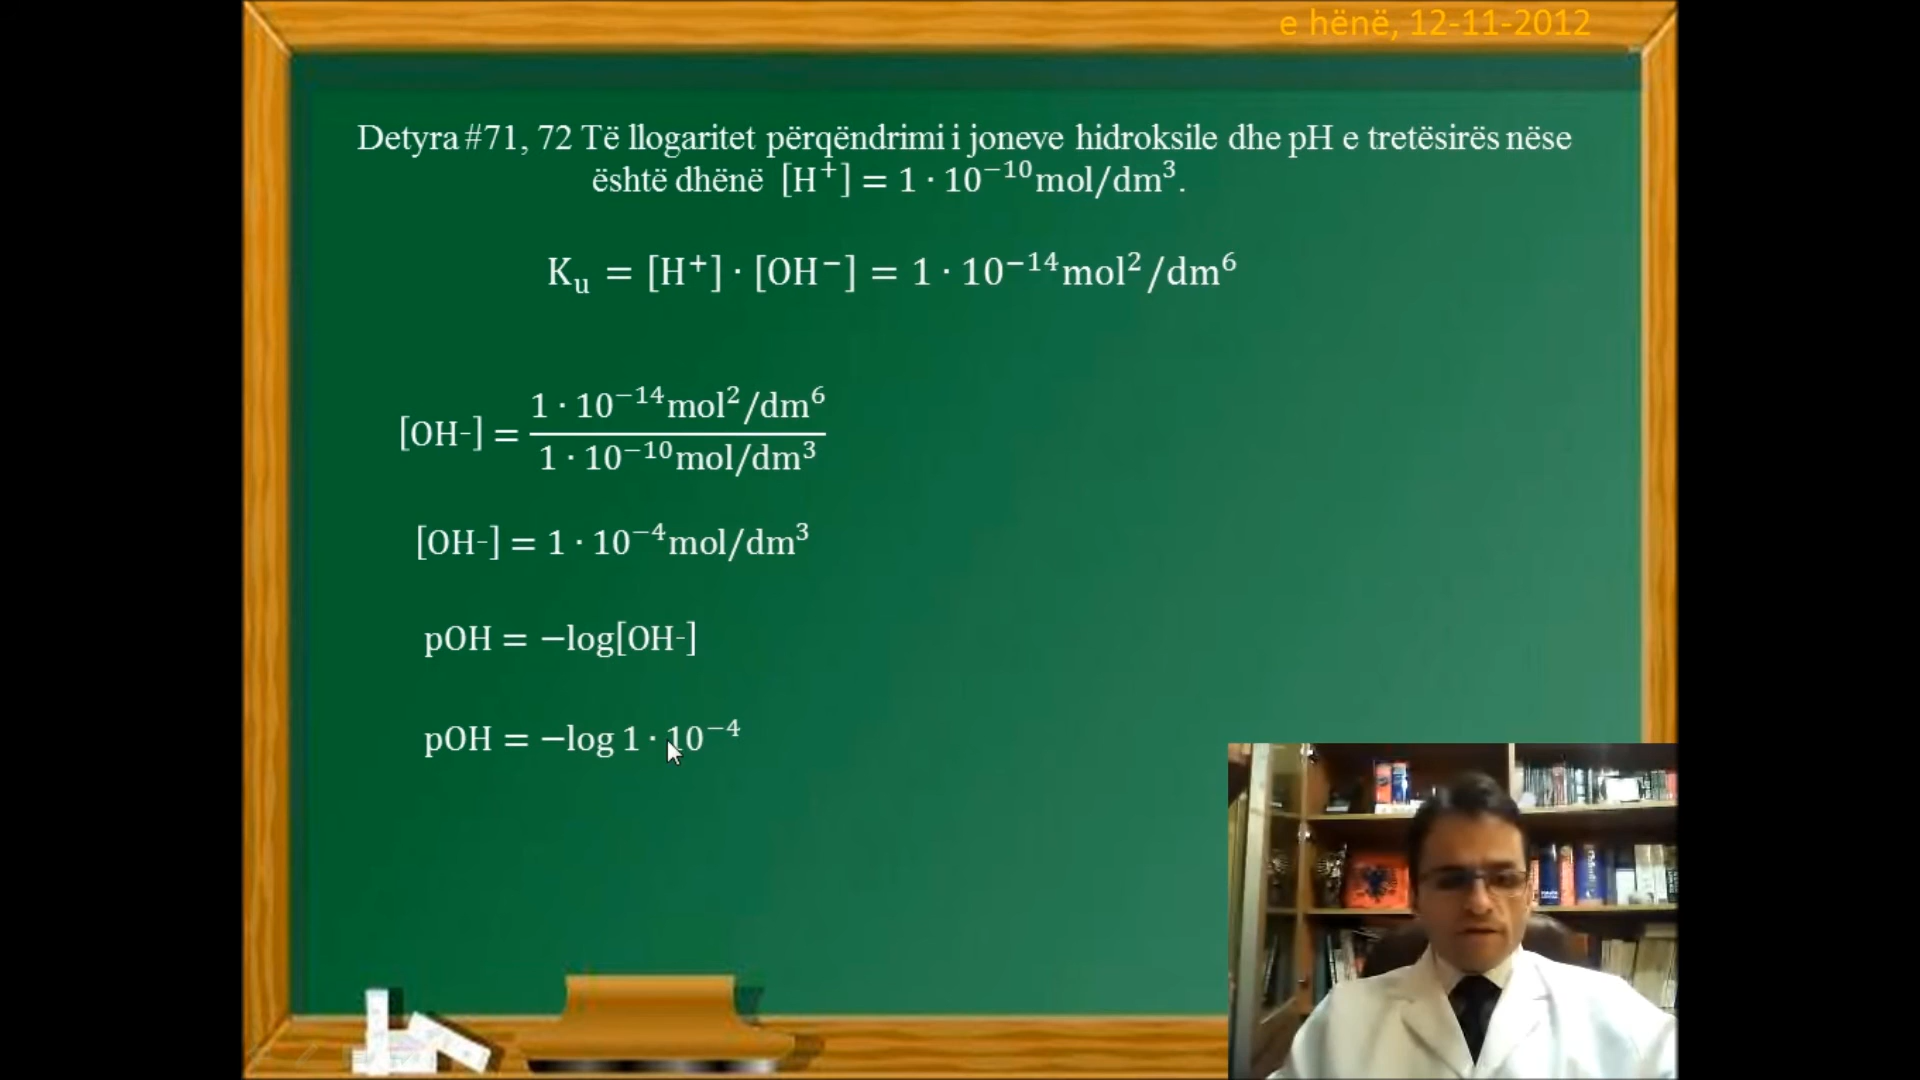 e hënë, 12-11-2012
Detyra #71, 72 Të llogaritet përqëndrimi i joneve hidroksile dhe pH e tretësirës nëse
është dhënë [H⁺] = 1 · 10⁻¹⁰mol/dm³.
Kᵤ = [H⁺] · [OH⁻] = 1 · 10⁻¹⁴mol²/dm⁶
[OH-] = 1 · 10⁻¹⁴mol²/dm⁶ / 1 · 10⁻¹⁰mol/dm³
[OH-] = 1 · 10⁻⁴mol/dm³
pOH = −log[OH-]
pOH = −log 1 · 10⁻⁴